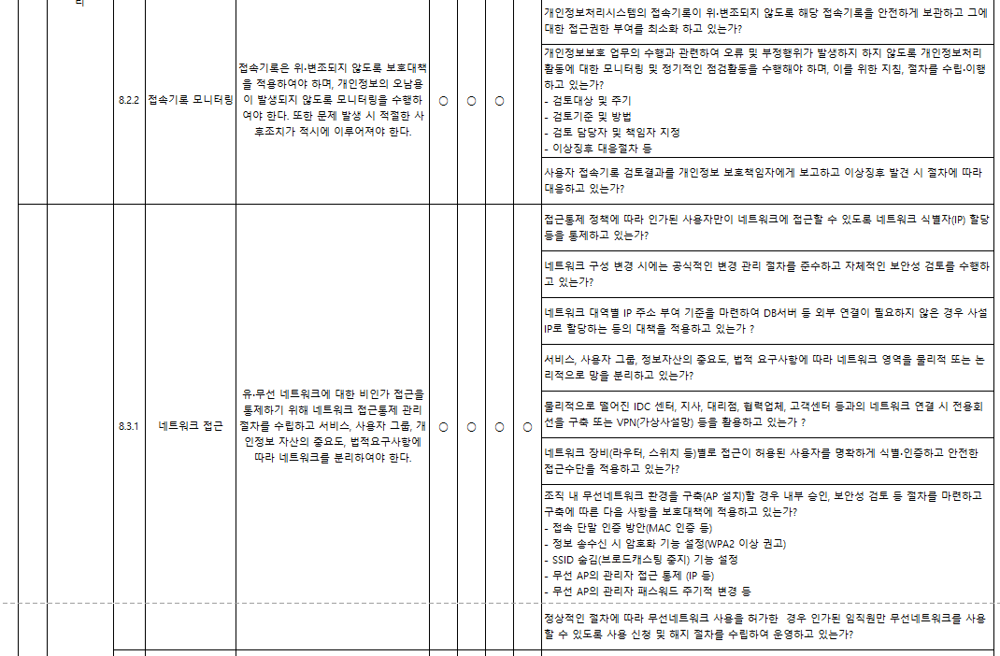 리
개인정보처리시스템의 접속기록이 위·변조되지 않도록 해당 접속기록을 안전하게 보관하고 그에
대한 접근권한 부여를 최소화 하고 있는가?
8.2.2
접속기록 모니터링
접속기록은 위·변조되지 않도록 보호대책
을 적용하여야 하며, 개인정보의 오남용
이 발생되지 않도록 모니터링을 수행하
여야 한다. 또한 문제 발생 시 적절한 사
후조치가 적시에 이루어져야 한다.
○ ○ ○
개인정보보호 업무의 수행과 관련하여 오류 및 부정행위가 발생하지 하지 않도록 개인정보처리
활동에 대한 모니터링 및 정기적인 점검활동을 수행해야 하며, 이를 위한 지침, 절차를 수립·이행
하고 있는가?
- 검토대상 및 주기
- 검토기준 및 방법
- 검토 담당자 및 책임자 지정
- 이상징후 대응절차 등
사용자 접속기록 검토결과를 개인정보 보호책임자에게 보고하고 이상징후 발견 시 절차에 따라
대응하고 있는가?
8.3.1
네트워크 접근
유·무선 네트워크에 대한 비인가 접근을
통제하기 위해 네트워크 접근통제 관리
절차를 수립하고 서비스, 사용자 그룹, 개
인정보 자산의 중요도, 법적요구사항에
따라 네트워크를 분리하여야 한다.
○ ○ ○ ○
접근통제 정책에 따라 인가된 사용자만이 네트워크에 접근할 수 있도록 네트워크 식별자(IP) 할당
등을 통제하고 있는가?
네트워크 구성 변경 시에는 공식적인 변경 관리 절차를 준수하고 자체적인 보안성 검토를 수행하
고 있는가?
네트워크 대역별 IP 주소 부여 기준을 마련하여 DB서버 등 외부 연결이 필요하지 않은 경우 사설
IP로 할당하는 등의 대책을 적용하고 있는가 ?
서비스, 사용자 그룹, 정보자산의 중요도, 법적 요구사항에 따라 네트워크 영역을 물리적 또는 논
리적으로 망을 분리하고 있는가?
물리적으로 떨어진 IDC 센터, 지사, 대리점, 협력업체, 고객센터 등과의 네트워크 연결 시 전용회
선을 구축 또는 VPN(가상사설망) 등을 활용하고 있는가 ?
네트워크 장비(라우터, 스위치 등)별로 접근이 허용된 사용자를 명확하게 식별·인증하고 안전한
접근수단을 적용하고 있는가?
조직 내 무선네트워크 환경을 구축(AP 설치)할 경우 내부 승인, 보안성 검토 등 절차를 마련하고
구축에 따른 다음 사항을 보호대책에 적용하고 있는가?
- 접속 단말 인증 방안(MAC 인증 등)
- 정보 송수신 시 암호화 기능 설정(WPA2 이상 권고)
- SSID 숨김(브로드캐스팅 중지) 기능 설정
- 무선 AP의 관리자 접근 통제 (IP 등)
- 무선 AP의 관리자 패스워드 주기적 변경 등
정상적인 절차에 따라 무선네트워크 사용을 허가한  경우 인가된 임직원만 무선네트워크를 사용
할 수 있도록 사용 신청 및 해지 절차를 수립하여 운영하고 있는가?